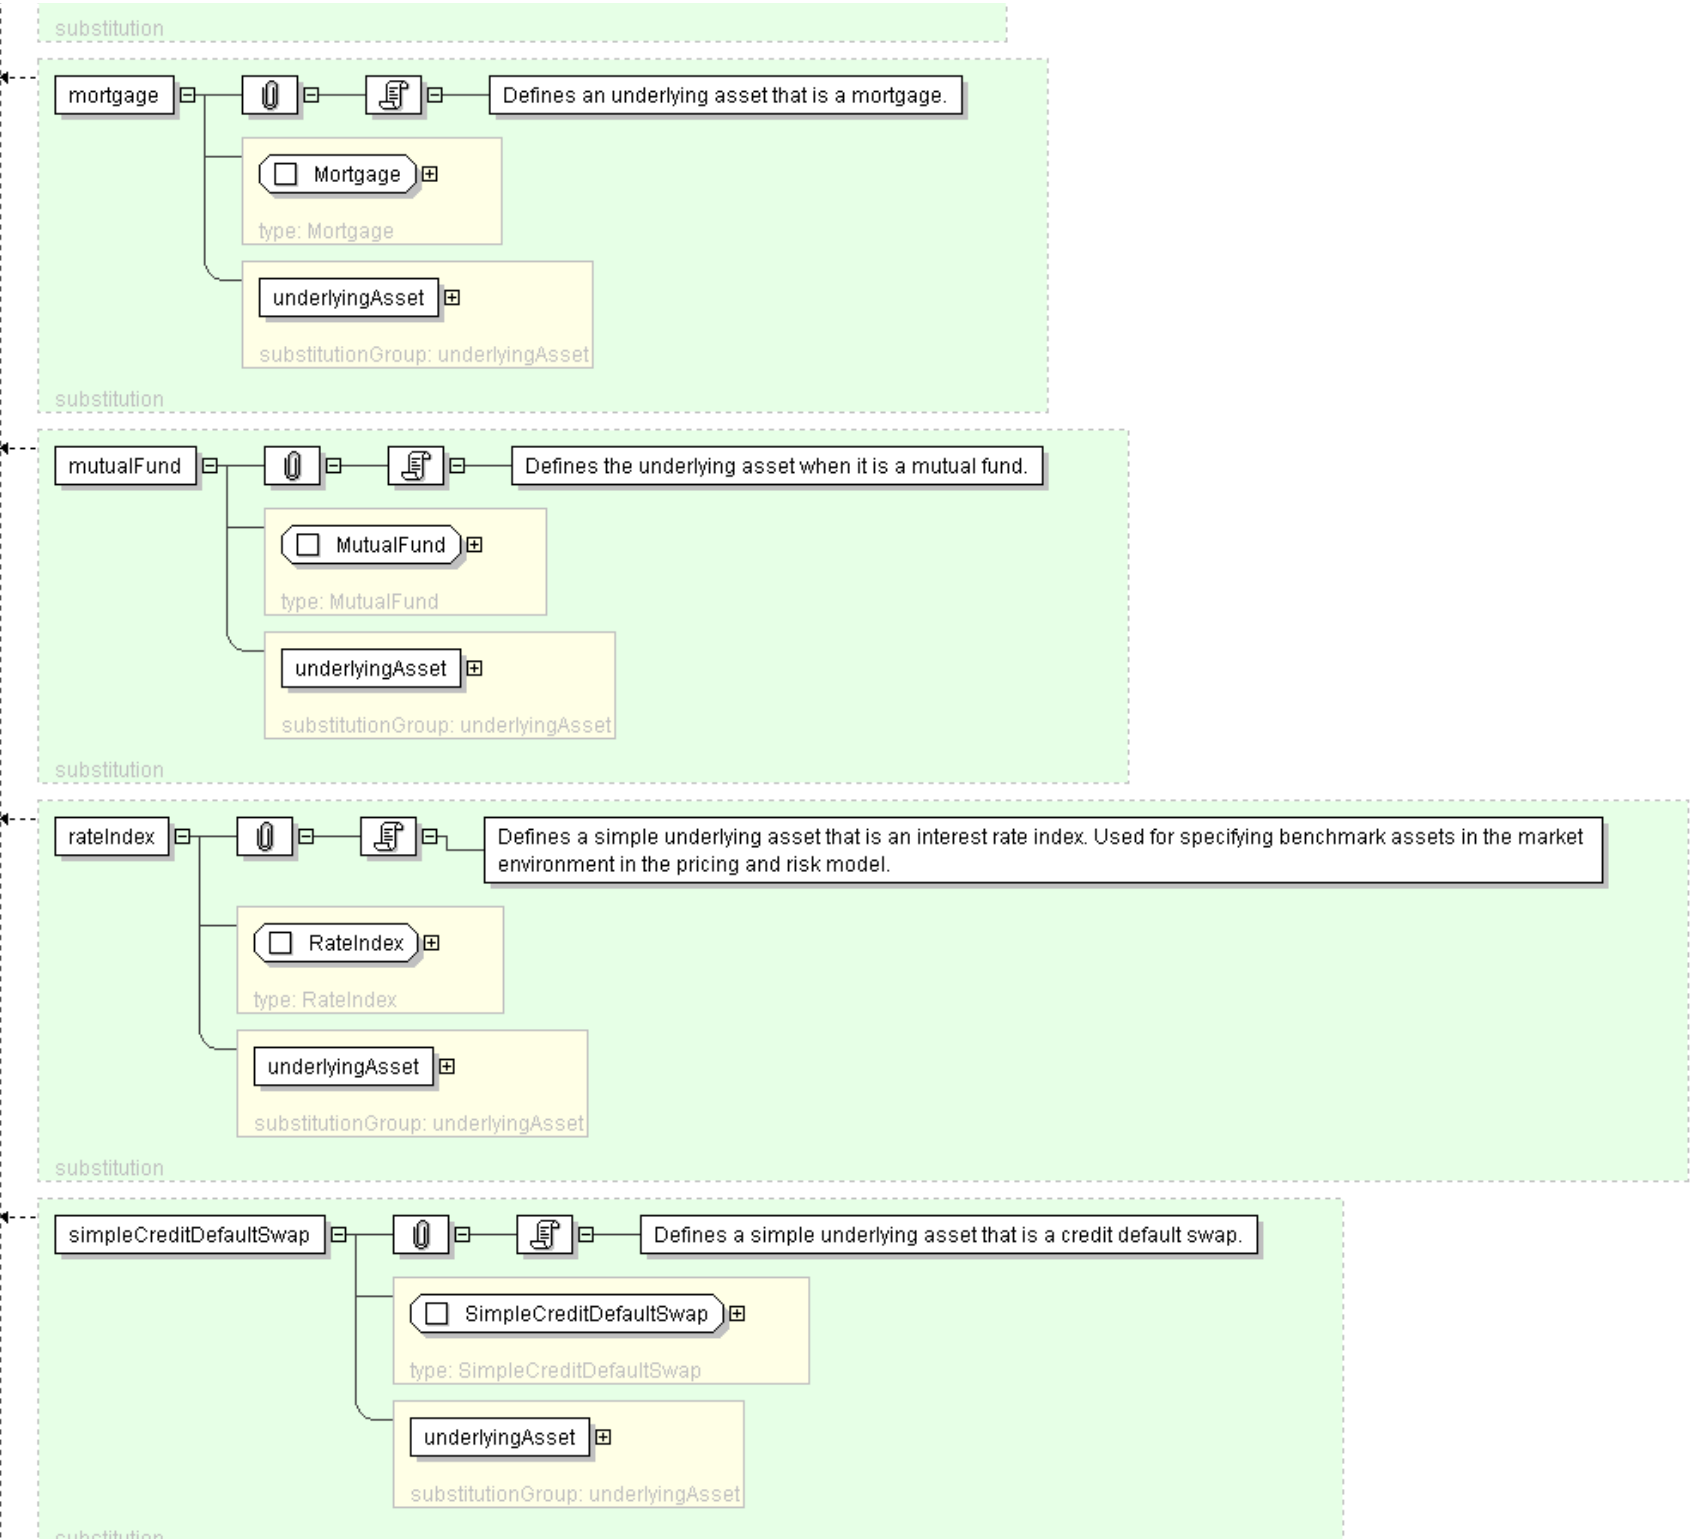 substitution
mortgage
Defines an underlying asset that is a mortgage.
Mortgage
type: Mortgage
underlyingAsset
substitutionGroup: underlyingAsset
substitution
mutualFund
Defines the underlying asset when it is a mutual fund.
MutualFund
type: MutualFund
underlyingAsset
substitutionGroup: underlyingAsset
substitution
rateIndex
Defines a simple underlying asset that is an interest rate index. Used for specifying benchmark assets in the market
environment in the pricing and risk model.
RateIndex
type: RateIndex
underlyingAsset
substitutionGroup: underlyingAsset
substitution
simpleCreditDefaultSwap
Defines a simple underlying asset that is a credit default swap.
SimpleCreditDefaultSwap
type: SimpleCreditDefaultSwap
underlyingAsset
substitutionGroup: underlyingAsset
substitution